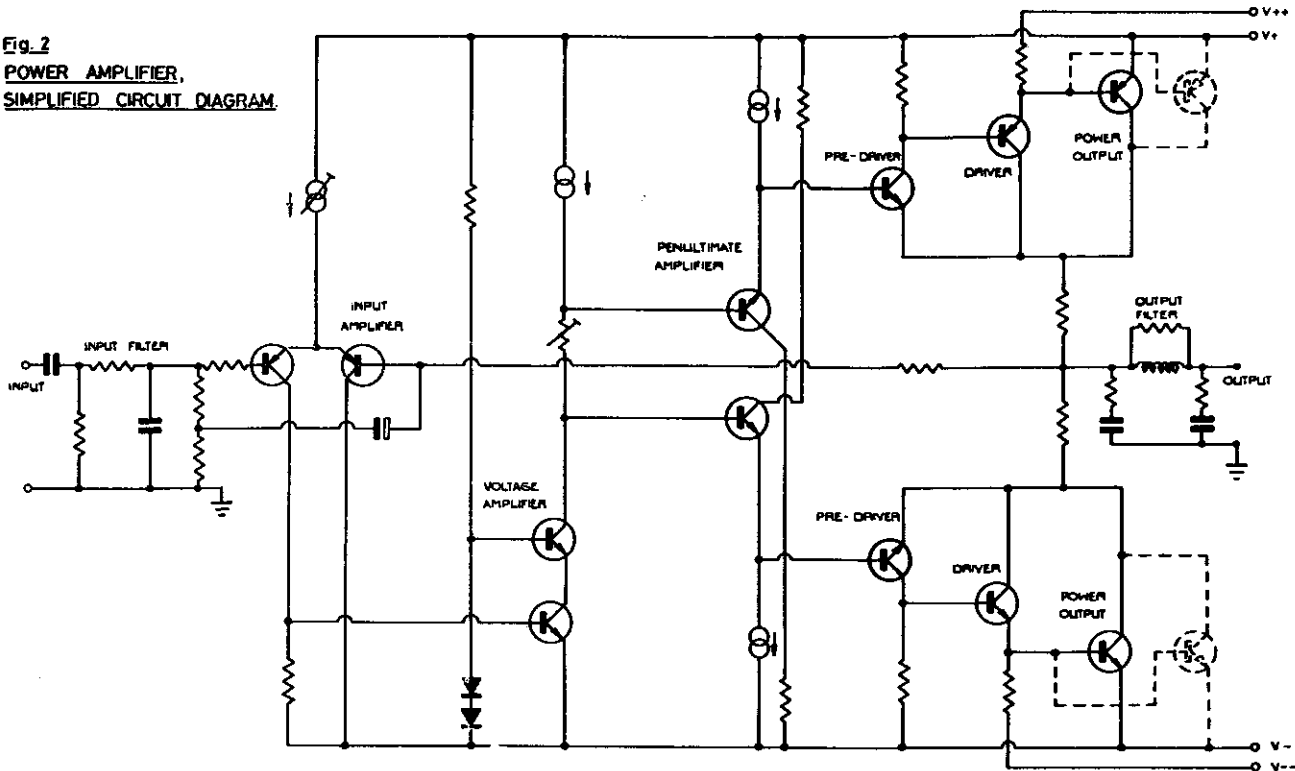 Fig. 2
POWER AMPLIFIER,
SIMPLIFIED CIRCUIT DIAGRAM.
V++
V+
PRE-DRIVER
DRIVER
POWER
OUTPUT
PENULTIMATE
AMPLIFIER
INPUT
AMPLIFIER
INPUT FILTER
INPUT
OUTPUT
FILTER
OUTPUT
VOLTAGE
AMPLIFIER
PRE-DRIVER
DRIVER
POWER
OUTPUT
V-
V--